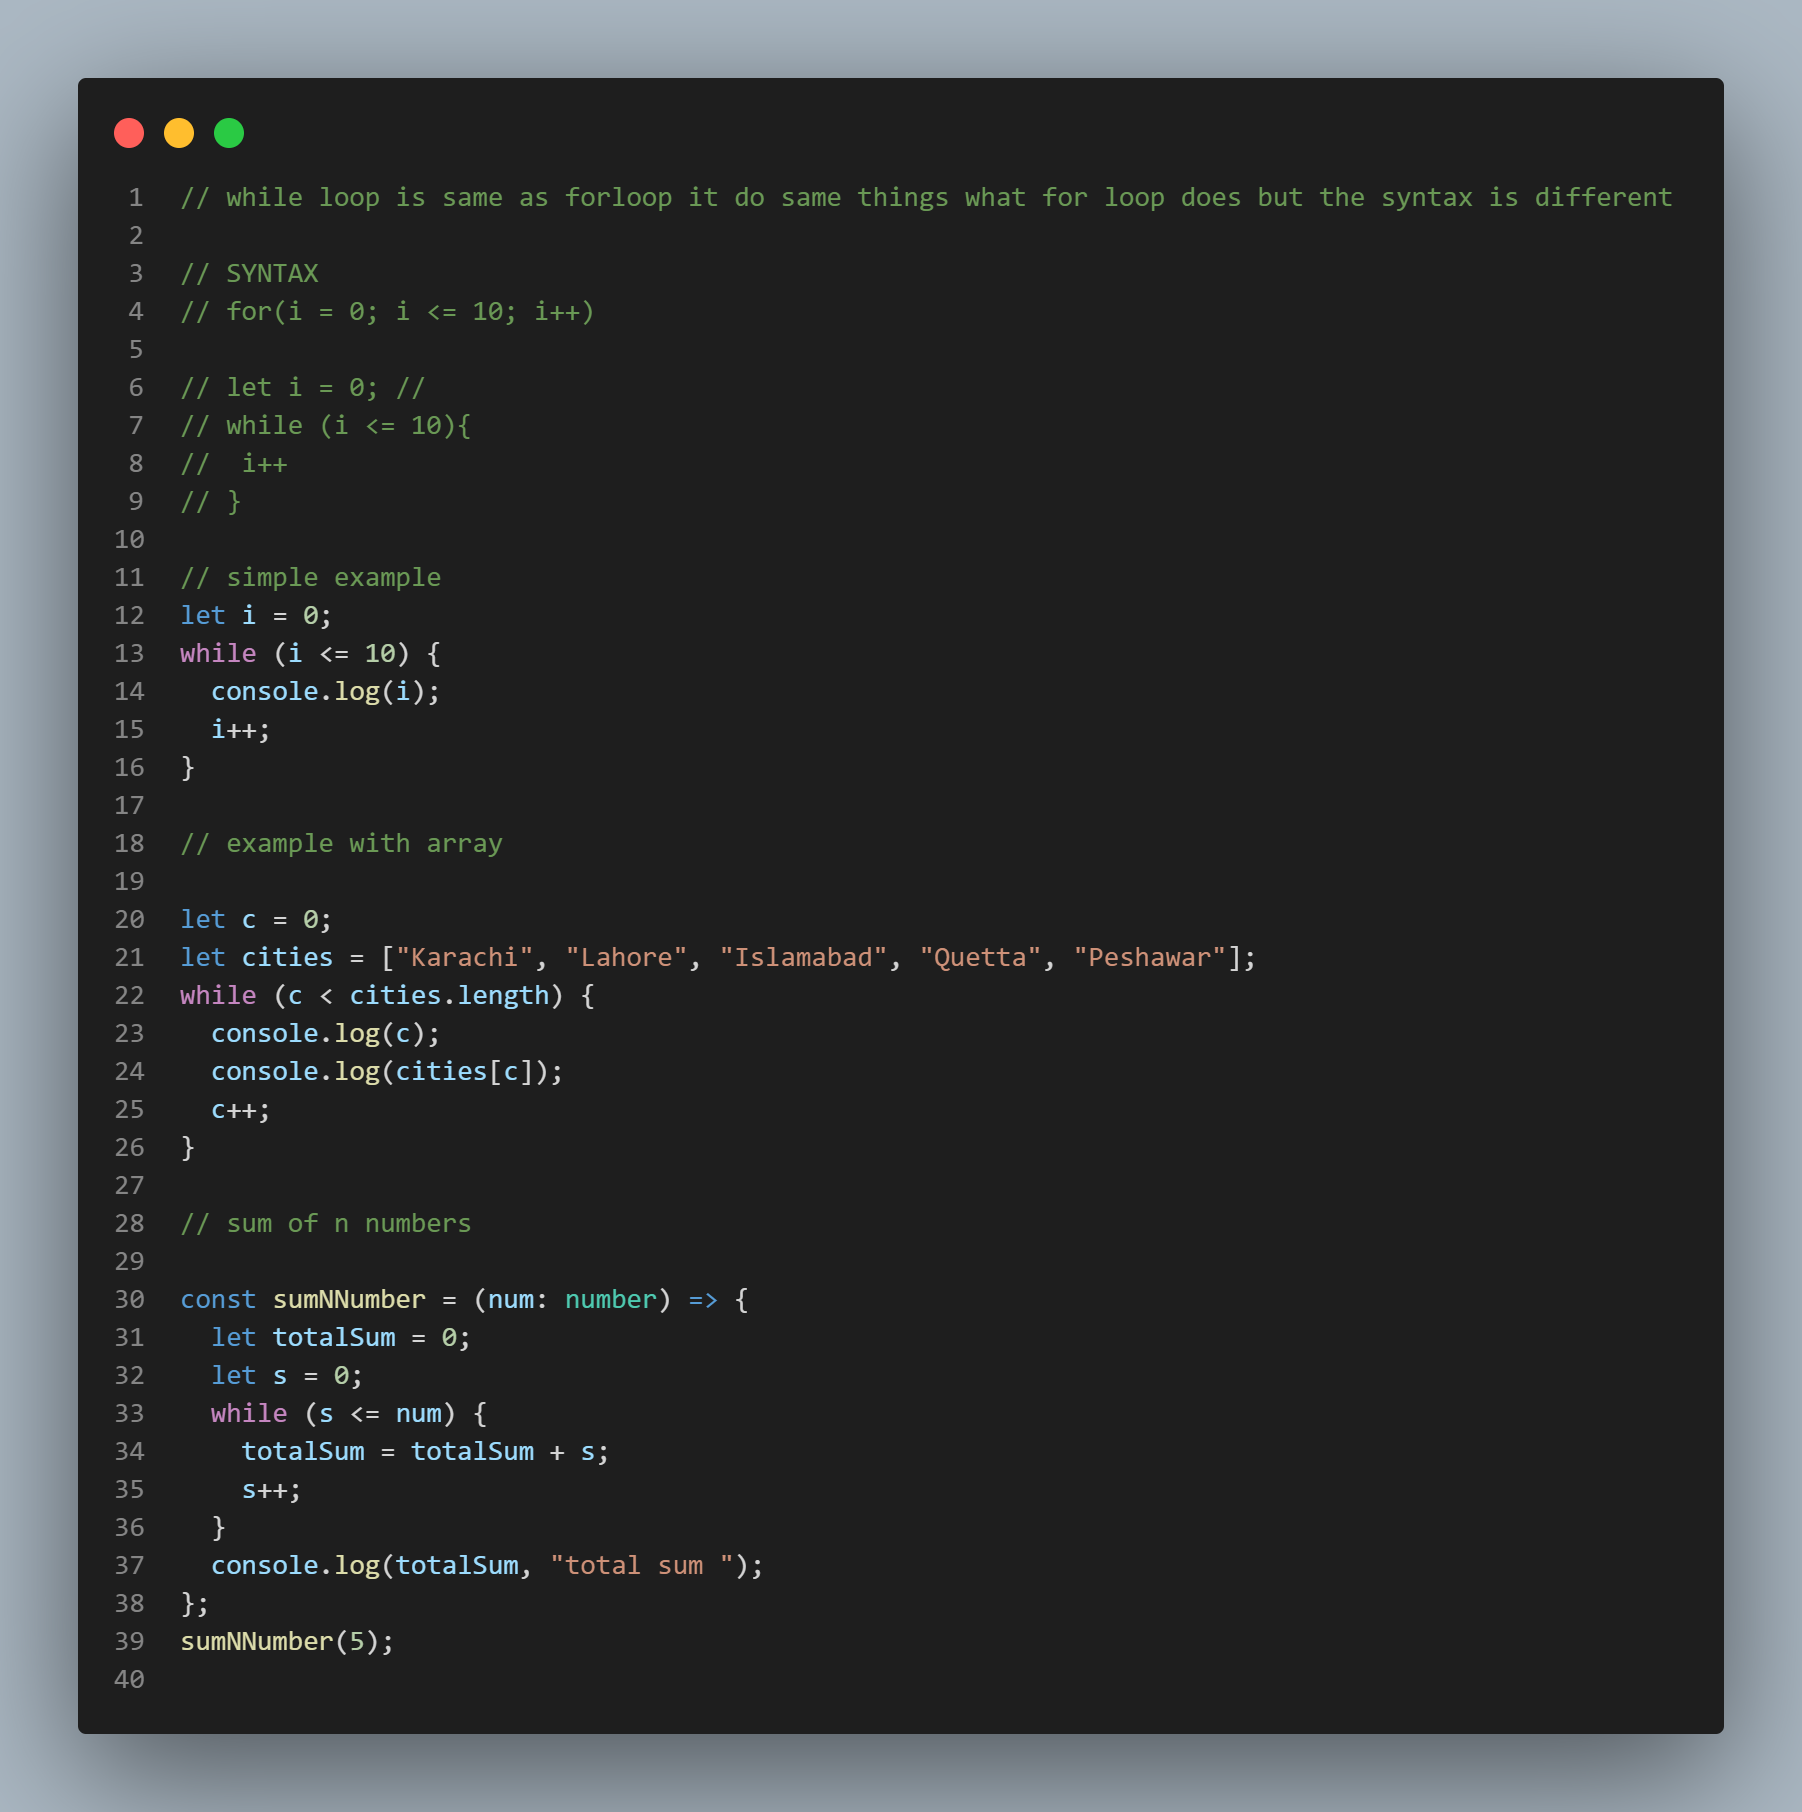 1 // while loop is same as forloop it do same things what for loop does but the syntax is different
2
3 // SYNTAX
4 // for(i = 0; i <= 10; i++)
5
6 // let i = 0; //
7 // while (i <= 10){
8 //  i++
9 // }
10
11 // simple example
12 let i = 0;
13 while (i <= 10) {
14   console.log(i);
15   i++;
16 }
17
18 // example with array
19
20 let c = 0;
21 let cities = ["Karachi", "Lahore", "Islamabad", "Quetta", "Peshawar"];
22 while (c < cities.length) {
23   console.log(c);
24   console.log(cities[c]);
25   c++;
26 }
27
28 // sum of n numbers
29
30 const sumNNumber = (num: number) => {
31   let totalSum = 0;
32   let s = 0;
33   while (s <= num) {
34     totalSum = totalSum + s;
35     s++;
36   }
37   console.log(totalSum, "total sum ");
38 };
39 sumNNumber(5);
40